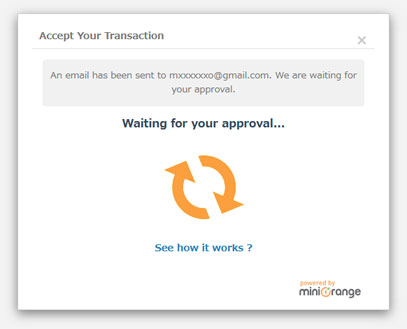 Accept Your Transaction
An email has been sent to mxxxxxxo@gmail.com. We are waiting for
your approval.
Waiting for your approval...
See how it works ?
powered by
miniOrange